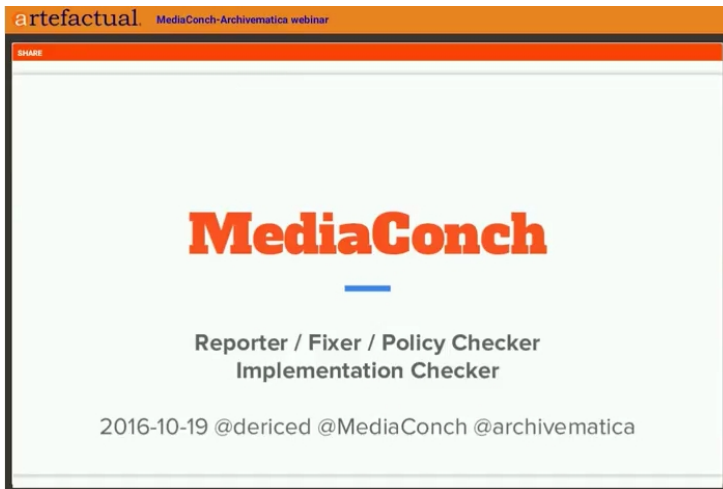 artefactual. MediaConch-Archivematica webinar
SHARE
MediaConch
Reporter / Fixer / Policy Checker
Implementation Checker
2016-10-19 @dericed @MediaConch @archivematica